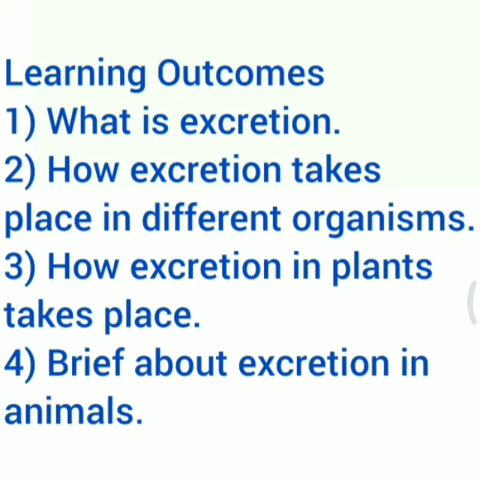 Learning Outcomes
1) What is excretion.
2) How excretion takes
place in different organisms.
3) How excretion in plants
takes place.
4) Brief about excretion in
animals.